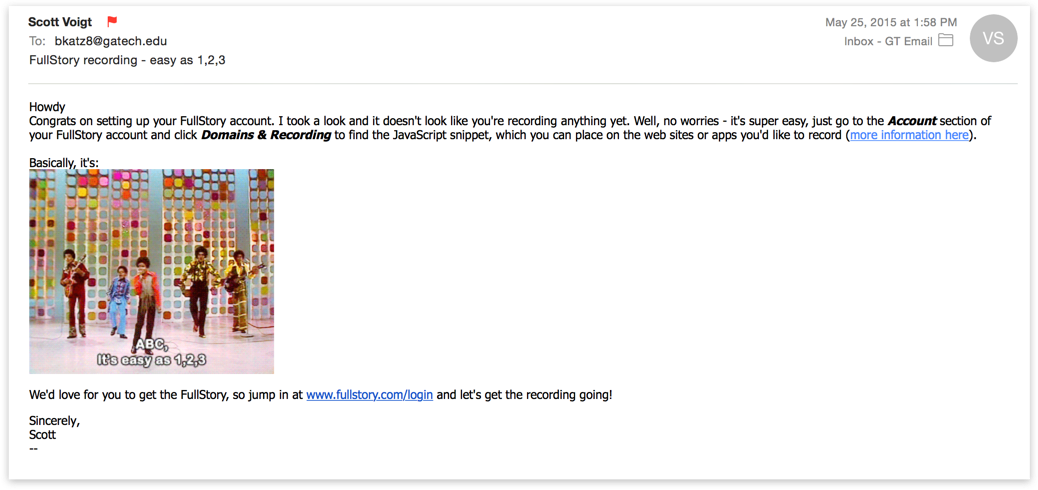 Scott Voigt
May 25, 2015 at 1:58 PM
To: bkatz8@gatech.edu
Inbox - GT Email
VS
FullStory recording - easy as 1,2,3
Howdy
Congrats on setting up your FullStory account. I took a look and it doesn't look like you're recording anything yet. Well, no worries - it's super easy, just go to the Account section of
your FullStory account and click Domains & Recording to find the JavaScript snippet, which you can place on the web sites or apps you'd like to record (more information here).
Basically, it's:
ABC,
It's easy as 1,2,3
We'd love for you to get the FullStory, so jump in at www.fullstory.com/login and let's get the recording going!
Sincerely,
Scott
--